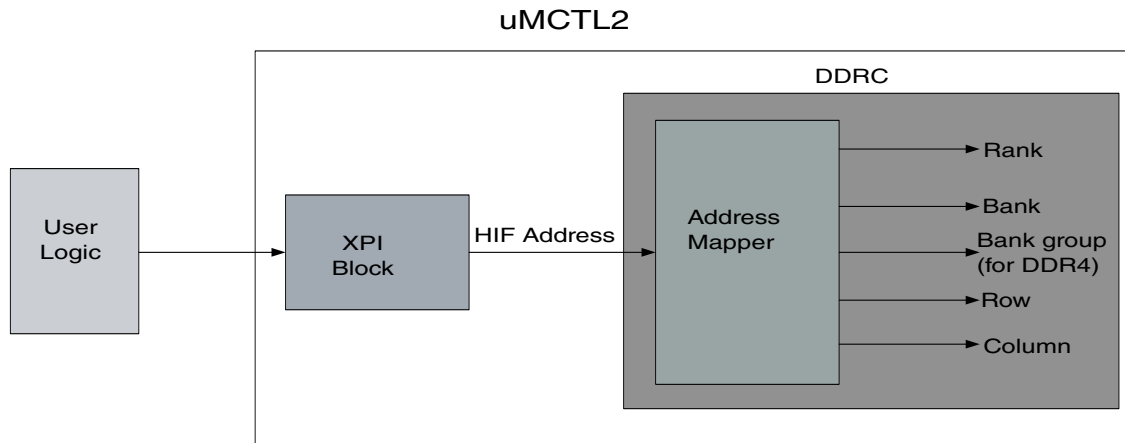 uMCTL2
DDRC
User
Logic
XPI
Block
HIF Address
Address
Mapper
Rank
Bank
Bank group
(for DDR4)
Row
Column